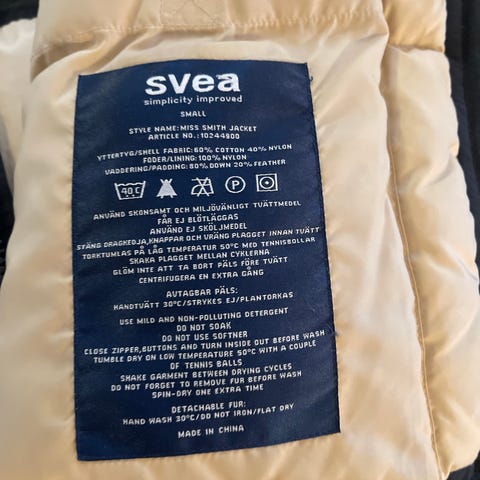 svea
simplicity improved
SMALL
STYLE NAME:MISS SMITH JACKET
ARTICLE NO.:10244900
YTTERTYG/SHELL FABRIC:60% COTTON 40% NYLON
FODER/LINING:100% NYLON
VADDERING/PADDING:80% DOWN 20% FEATHER
40°C P
ANVÄND SKONSAMT OCH MILJÖVÄNLIGT TVÄTTMEDEL
FÅR EJ BLÖTLÄGGAS
ANVÄND EJ SKÖLJMEDEL
STÄNG DRAGKEDJA,KNAPPAR OCH VRÄNG PLAGGET INNAN TVÄTT
TORKTUMLAS PÅ LÅG TEMPERATUR 50°C MED TENNISBOLLAR
SKAKA PLAGGET MELLAN CYKLERNA
GLÖM INTE ATT TA BORT PÄLS FÖRE TVÄTT
CENTRIFUGERA EN EXTRA GÅNG
AVTAGBAR PÄLS:
HANDTVÄTT 30°C/STRYKES EJ/PLANTORKAS
USE MILD AND NON-POLLUTING DETERGENT
DO NOT SOAK
DO NOT USE SOFTNER
CLOSE ZIPPER,BUTTONS AND TURN INSIDE OUT BEFORE WASH
TUMBLE DRY ON LOW TEMPERATURE 50°C WITH A COUPLE
OF TENNIS BALLS
SHAKE GARMENT BETWEEN DRYING CYCLES
DO NOT FORGET TO REMOVE FUR BEFORE WASH
SPIN-DRY ONE EXTRA TIME
DETACHABLE FUR:
HAND WASH 30°C/DO NOT IRON/FLAT DRY
MADE IN CHINA